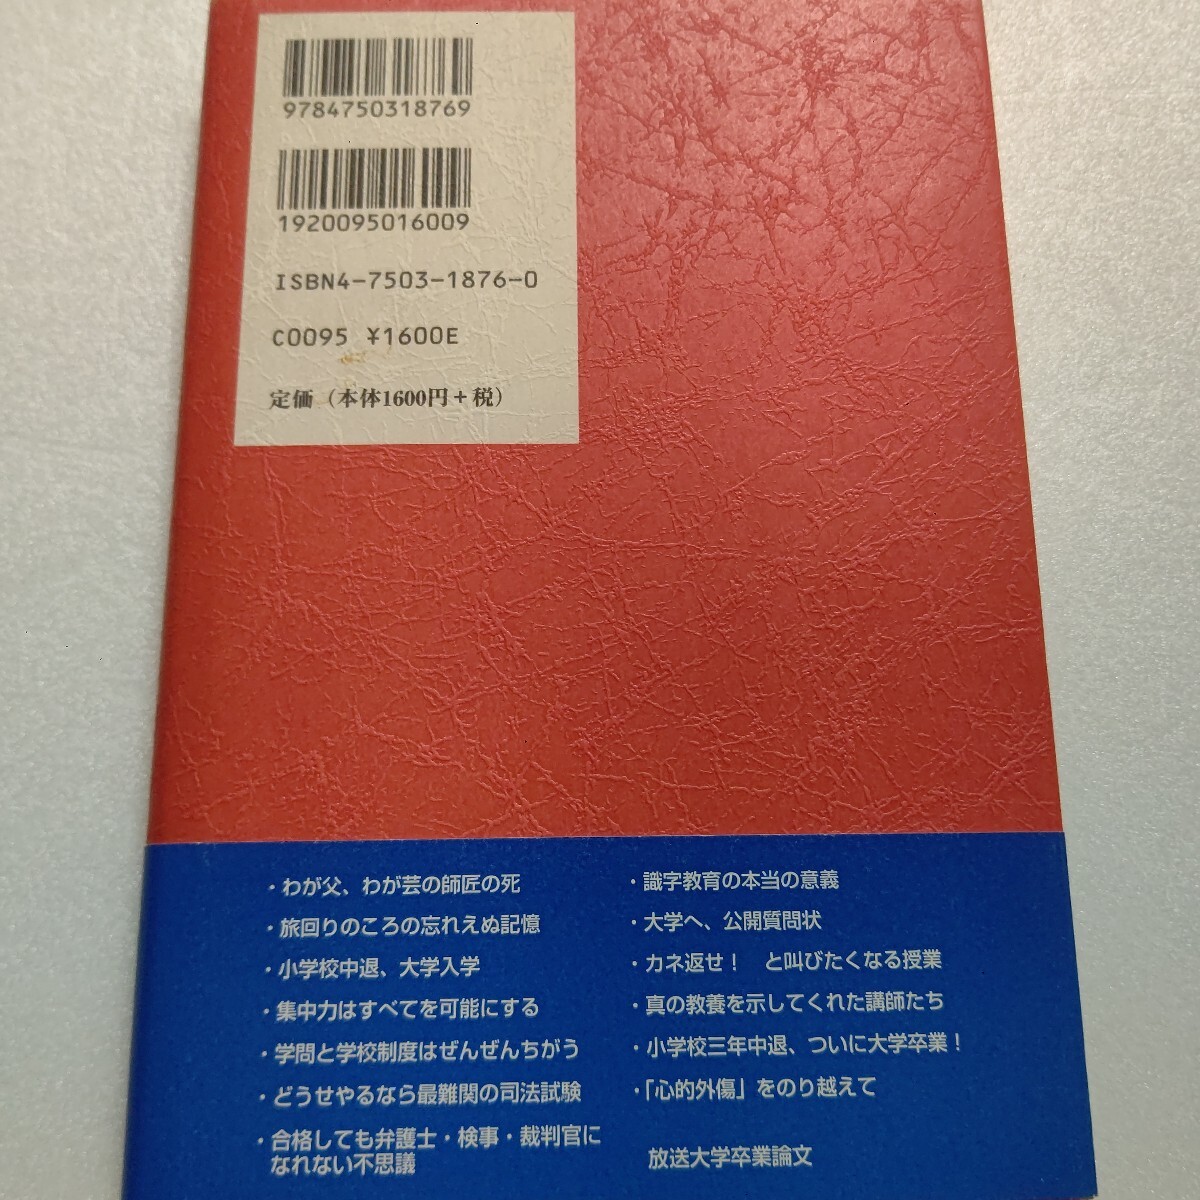 9784750318769
1920095016009
ISBN4-7503-1876-0
C0095 ¥1600E
定価（本体1600円+税）
・わが父、わが芸の師匠の死
・旅回りのころの忘れえぬ記憶
・小学校中退、大学入学
・集中力はすべてを可能にする
・学問と学校制度はぜんぜんちがう
・どうせやるなら最難関の司法試験
・合格しても弁護士・検事・裁判官に
なれない不思議
・識字教育の本当の意義
・大学へ、公開質問状
・カネ返せ！　と叫びたくなる授業
・真の教養を示してくれた講師たち
・小学校三年中退、ついに大学卒業！
・「心的外傷」をのり越えて
放送大学卒業論文